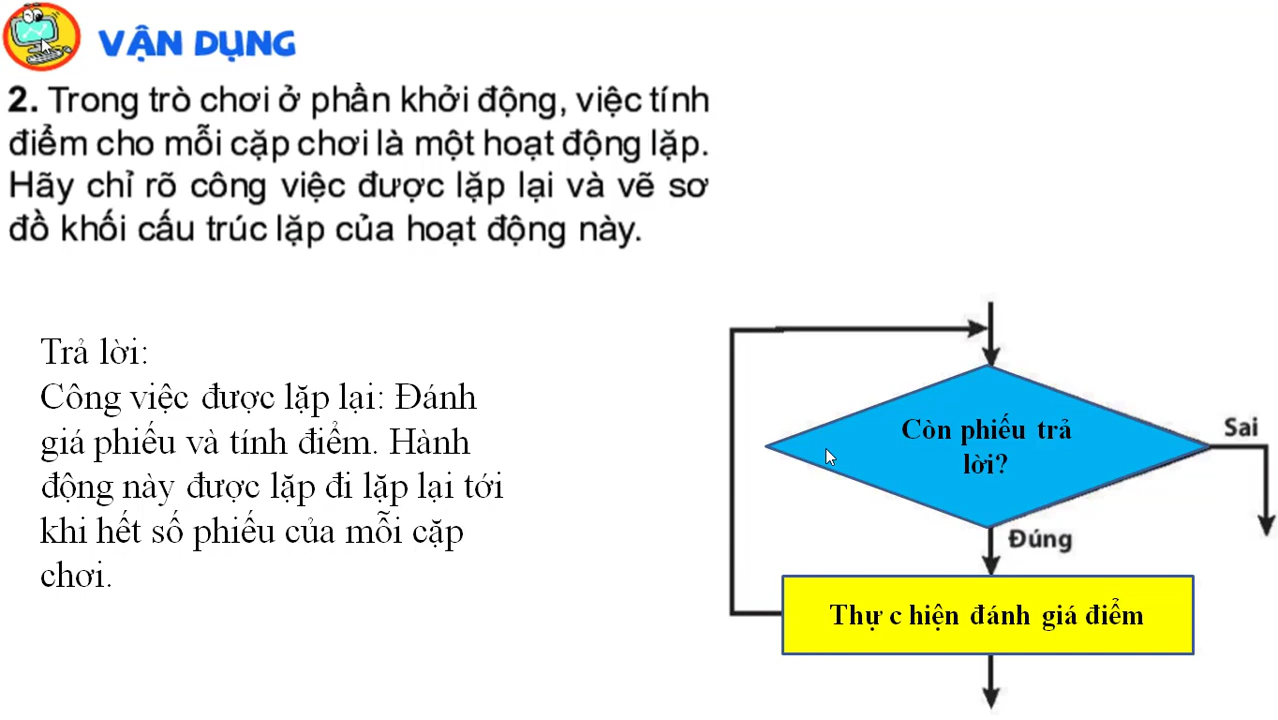 VẬN DỤNG
2. Trong trò chơi ở phần khởi động, việc tính
điểm cho mỗi cặp chơi là một hoạt động lặp.
Hãy chỉ rõ công việc được lặp lại và vẽ sơ
đồ khối cấu trúc lặp của hoạt động này.
Trả lời:
Công việc được lặp lại: Đánh
giá phiếu và tính điểm. Hành
động này được lặp đi lặp lại tới
khi hết số phiếu của mỗi cặp
chơi.
Còn phiếu trả
lời?
Sai
Đúng
Thực hiện đánh giá điểm